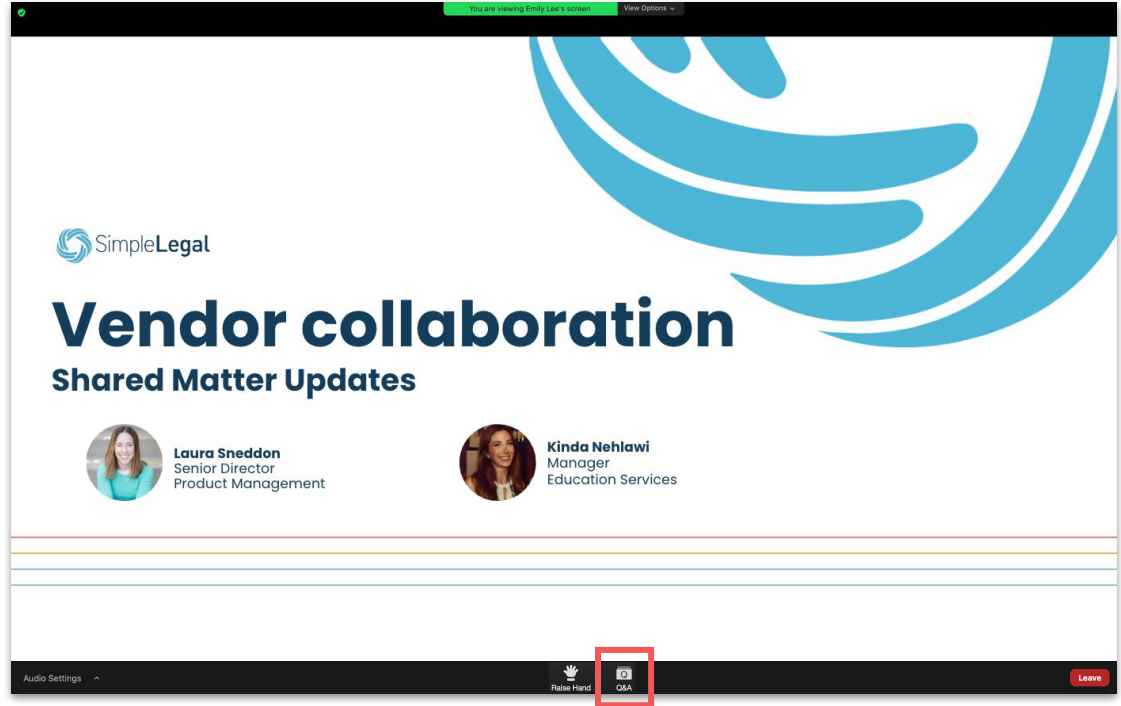 You are viewing Emily Lee's screen View Options
SimpleLegal
Vendor collaboration
Shared Matter Updates
Laura Sneddon
Senior Director
Product Management
Kinda Nehlawi
Manager
Education Services
Audio Settings
Raise Hand
Q
Q&A
Leave